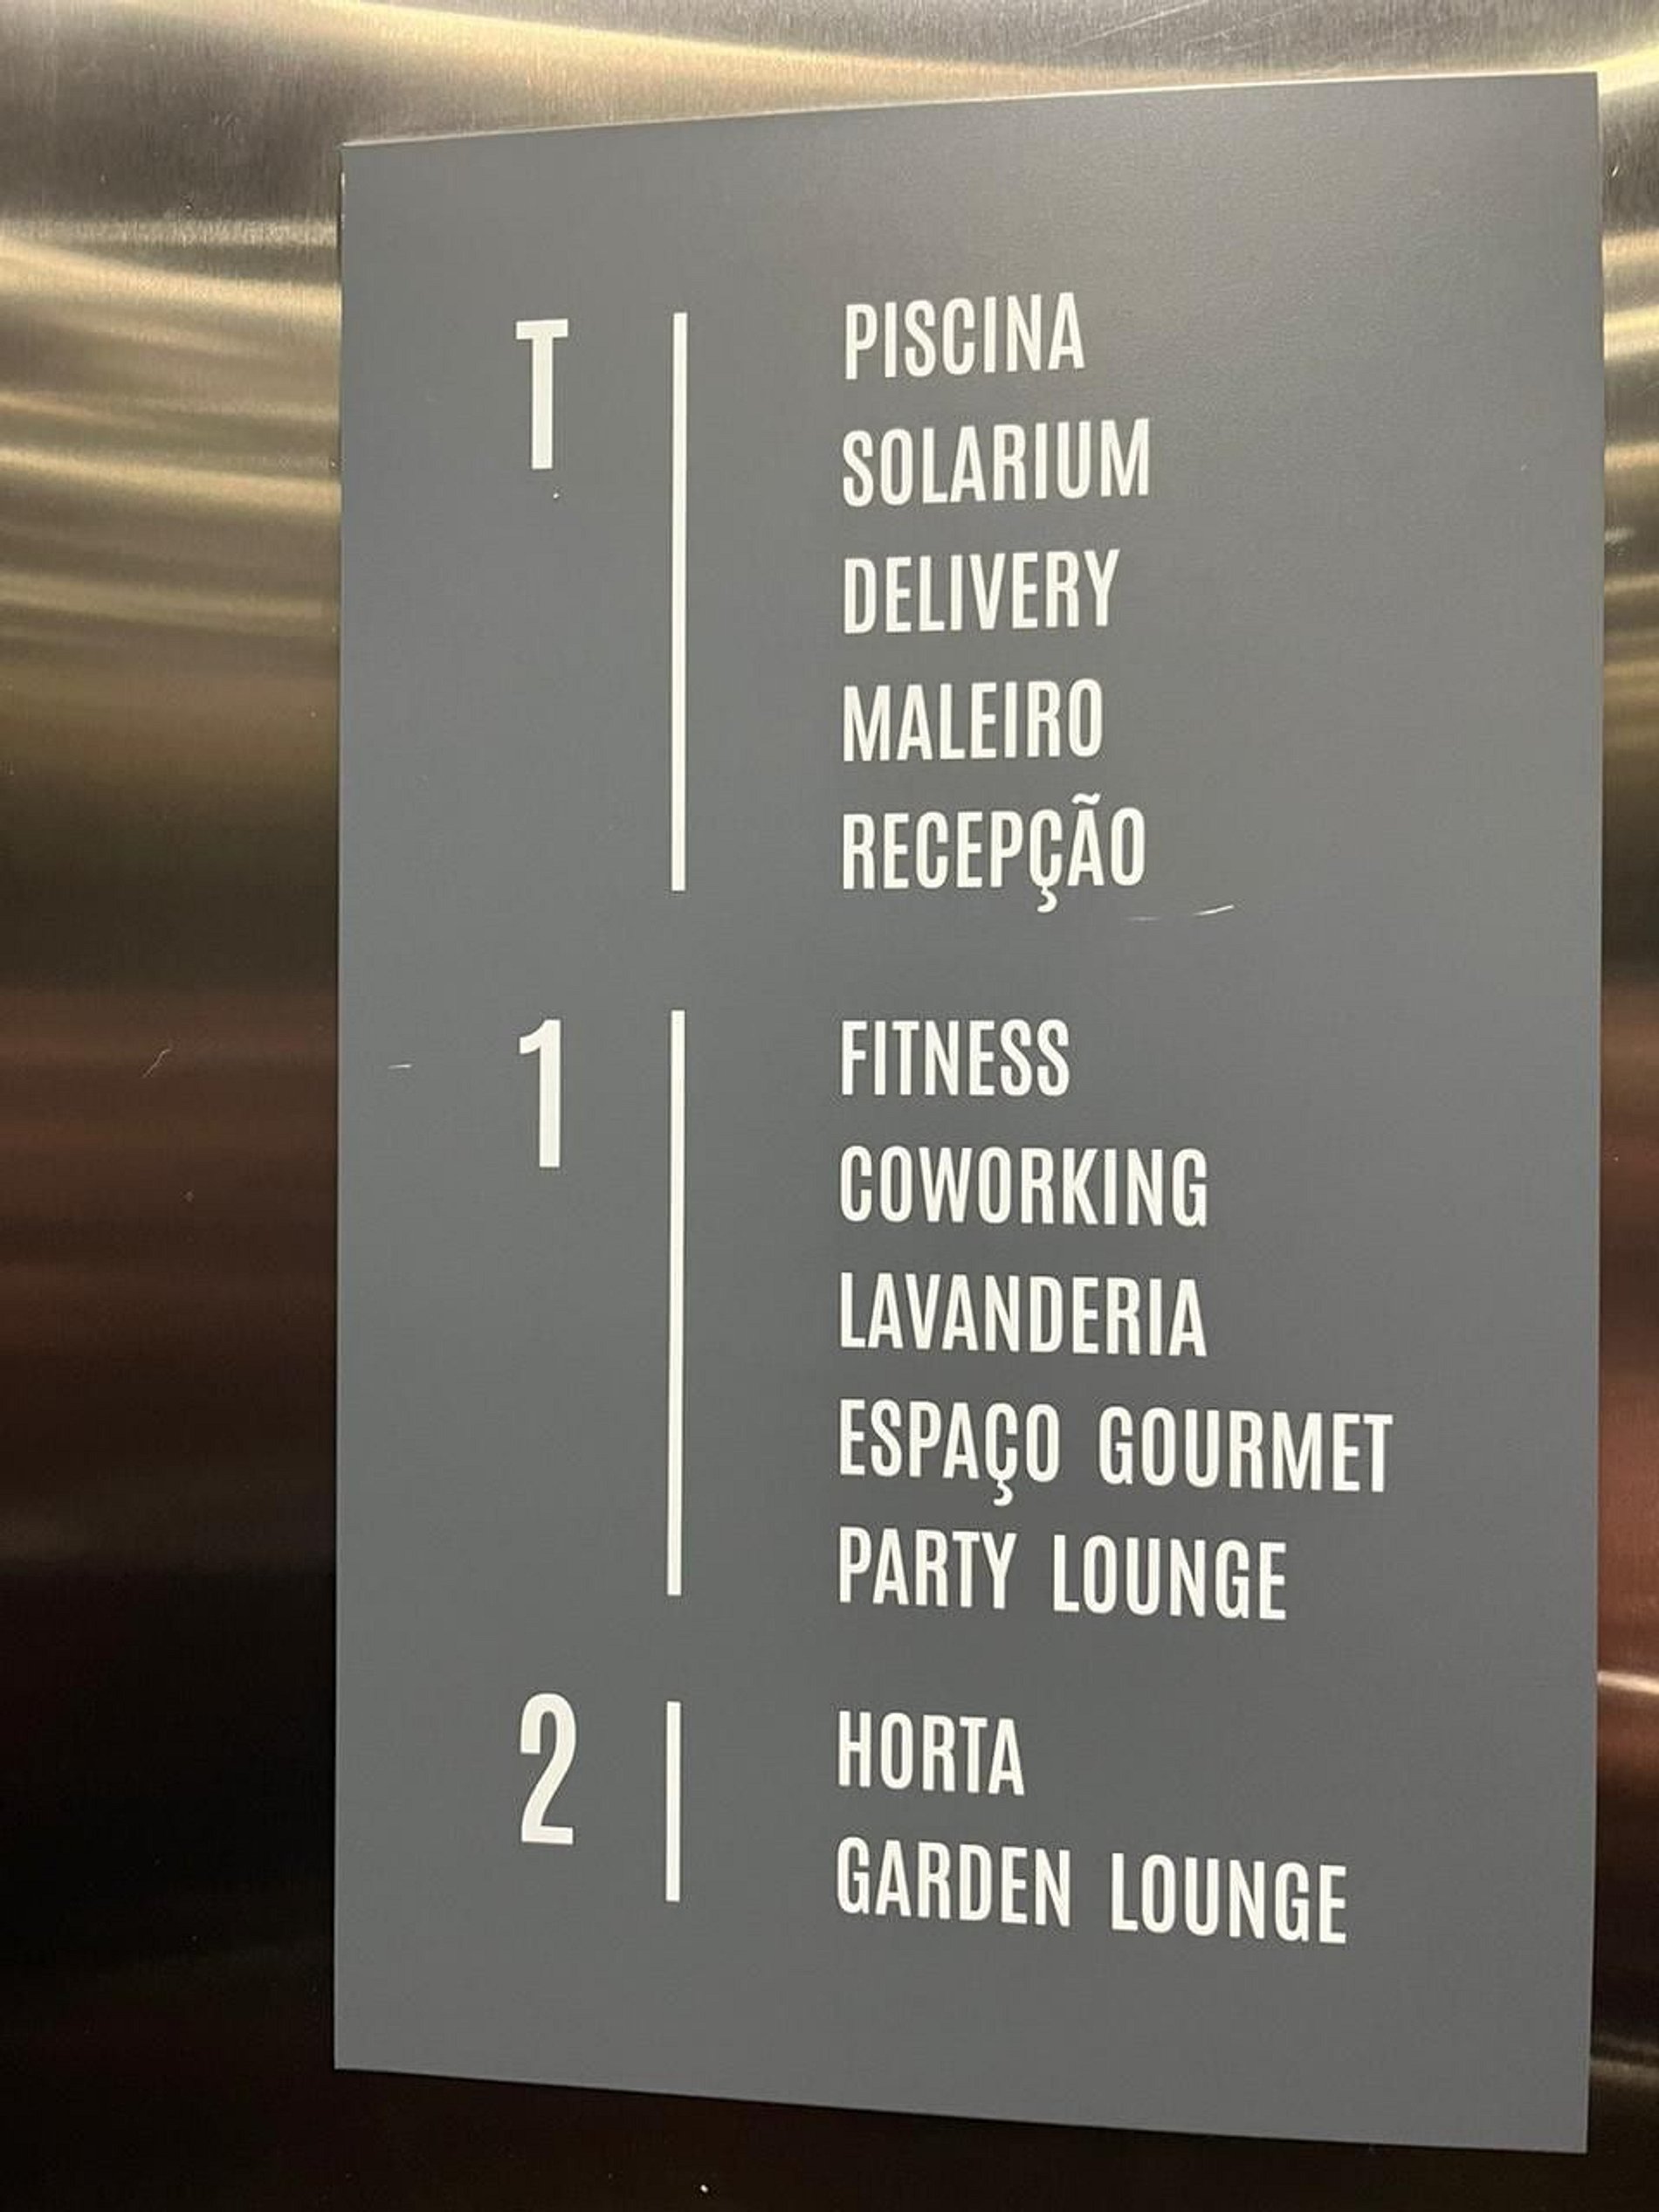 T
PISCINA
SOLARIUM
DELIVERY
MALEIRO
RECEPÇÃO
1
FITNESS
COWORKING
LAVANDERIA
ESPAÇO GOURMET
PARTY LOUNGE
2
HORTA
GARDEN LOUNGE